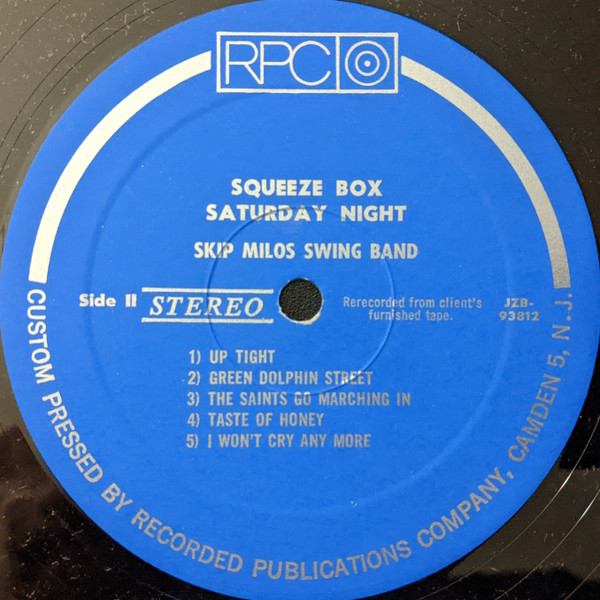 RPC
SQUEEZE BOX
SATURDAY NIGHT
SKIP MILOS SWING BAND
Side II
STEREO
Rerecorded from client's
furnished tape.
JZB-
93812
1) UP TIGHT
2) GREEN DOLPHIN STREET
3) THE SAINTS GO MARCHING IN
4) TASTE OF HONEY
5) I WON'T CRY ANY MORE
CUSTOM PRESSED BY RECORDED PUBLICATIONS COMPANY, CAMDEN 5, N.J.